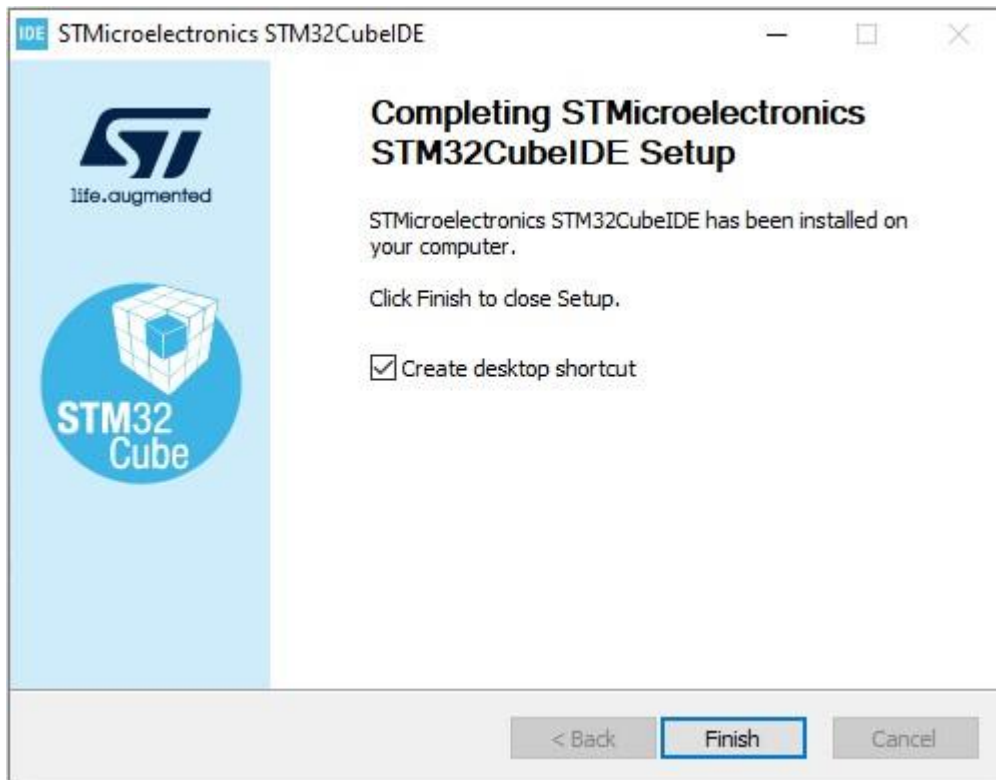 IDE STMicroelectronics STM32CubeIDE
ST
life.augmented
STM32
Cube
Completing STMicroelectronics
STM32CubeIDE Setup
STMicroelectronics STM32CubeIDE has been installed on
your computer.
Click Finish to close Setup.
Create desktop shortcut
< Back Finish Cancel